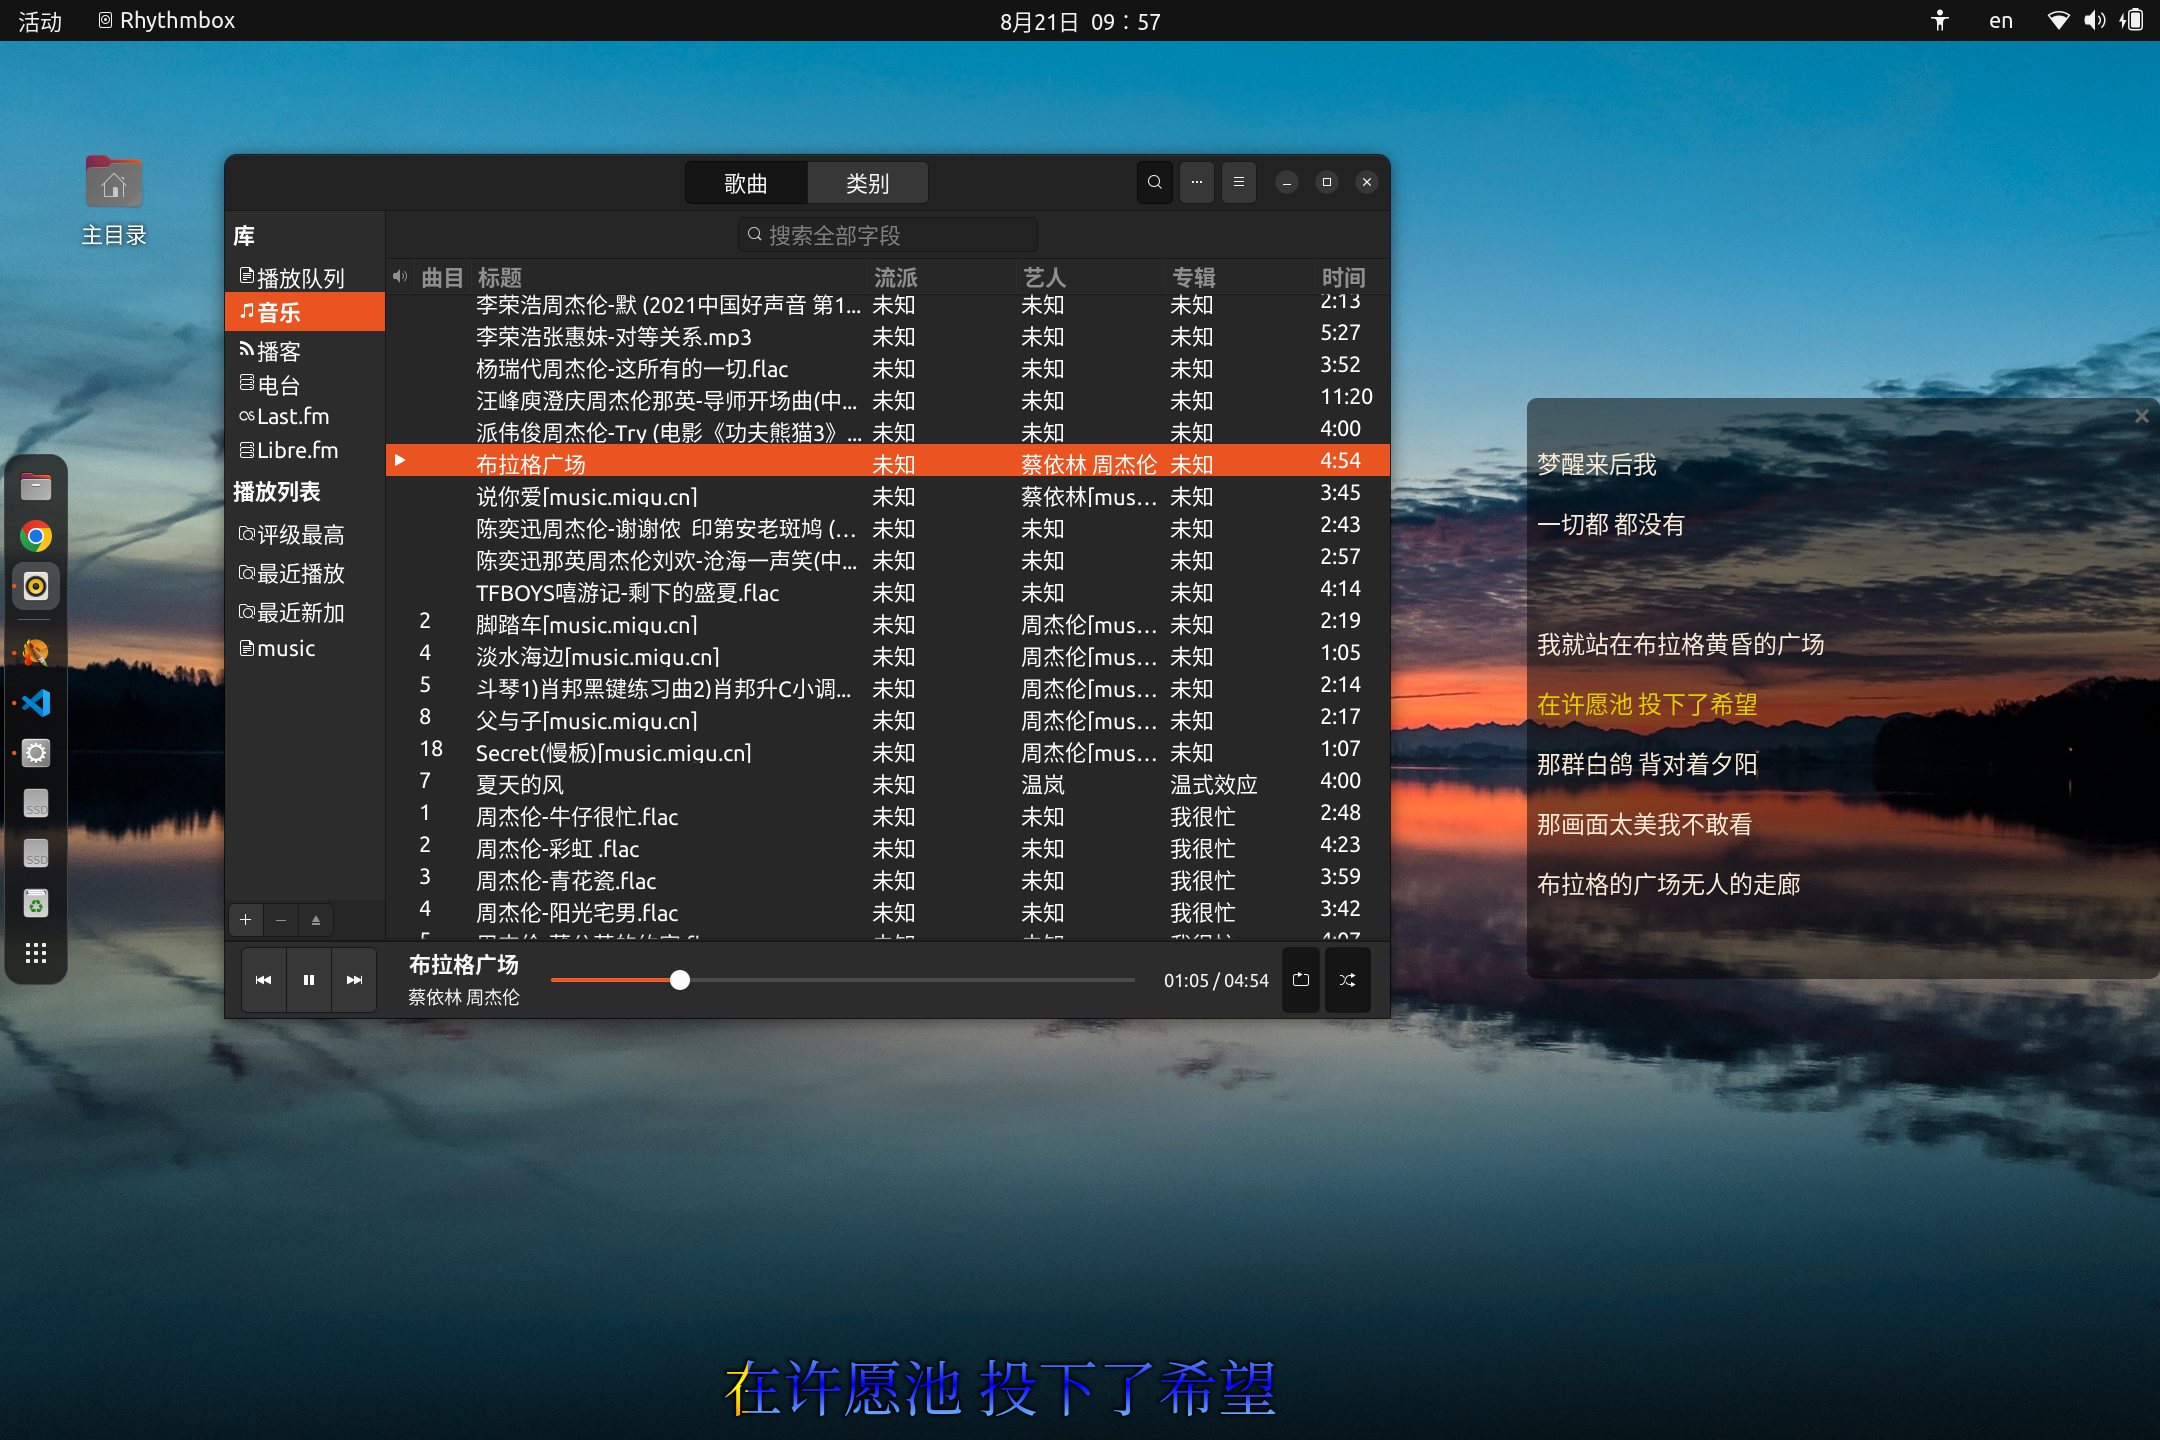 活动 Rhythmbox 8月21日 09：57 en
主目录
歌曲 类别
库
播放队列
音乐
播客
电台
Last.fm
Libre.fm
播放列表
评级最高
最近播放
最近新加
music
搜索全部字段
曲目 标题 流派 艺人 专辑 时间
李荣浩周杰伦-默 (2021中国好声音 第1... 未知 未知 未知 2:13
李荣浩张惠妹-对等关系.mp3 未知 未知 未知 5:27
杨瑞代周杰伦-这所有的一切.flac 未知 未知 未知 3:52
汪峰庾澄庆周杰伦那英-导师开场曲(中... 未知 未知 未知 11:20
派伟俊周杰伦-Try (电影《功夫熊猫3》... 未知 未知 未知 4:00
布拉格广场 未知 蔡依林 周杰伦 未知 4:54
说你爱[music.migu.cn] 未知 蔡依林[mus... 未知 3:45
陈奕迅周杰伦-谢谢侬 印第安老斑鸠 (... 未知 未知 未知 2:43
陈奕迅那英周杰伦刘欢-沧海一声笑(中... 未知 未知 未知 2:57
TFBOYS嘻游记-剩下的盛夏.flac 未知 未知 未知 4:14
2 脚踏车[music.migu.cn] 未知 周杰伦[mus... 未知 2:19
4 淡水海边[music.migu.cn] 未知 周杰伦[mus... 未知 1:05
5 斗琴1)肖邦黑键练习曲2)肖邦升C小调... 未知 周杰伦[mus... 未知 2:14
8 父与子[music.migu.cn] 未知 周杰伦[mus... 未知 2:17
18 Secret(慢板)[music.migu.cn] 未知 周杰伦[mus... 未知 1:07
7 夏天的风 未知 温岚 温式效应 4:00
1 周杰伦-牛仔很忙.flac 未知 未知 我很忙 2:48
2 周杰伦-彩虹 .flac 未知 未知 我很忙 4:23
3 周杰伦-青花瓷.flac 未知 未知 我很忙 3:59
4 周杰伦-阳光宅男.flac 未知 未知 我很忙 3:42
布拉格广场
蔡依林 周杰伦
01:05 / 04:54
梦醒来后我
一切都 都没有
我就站在布拉格黄昏的广场
在许愿池 投下了希望
那群白鸽 背对着夕阳
那画面太美我不敢看
布拉格的广场无人的走廊
SSD
SSD
在许愿池 投下了希望